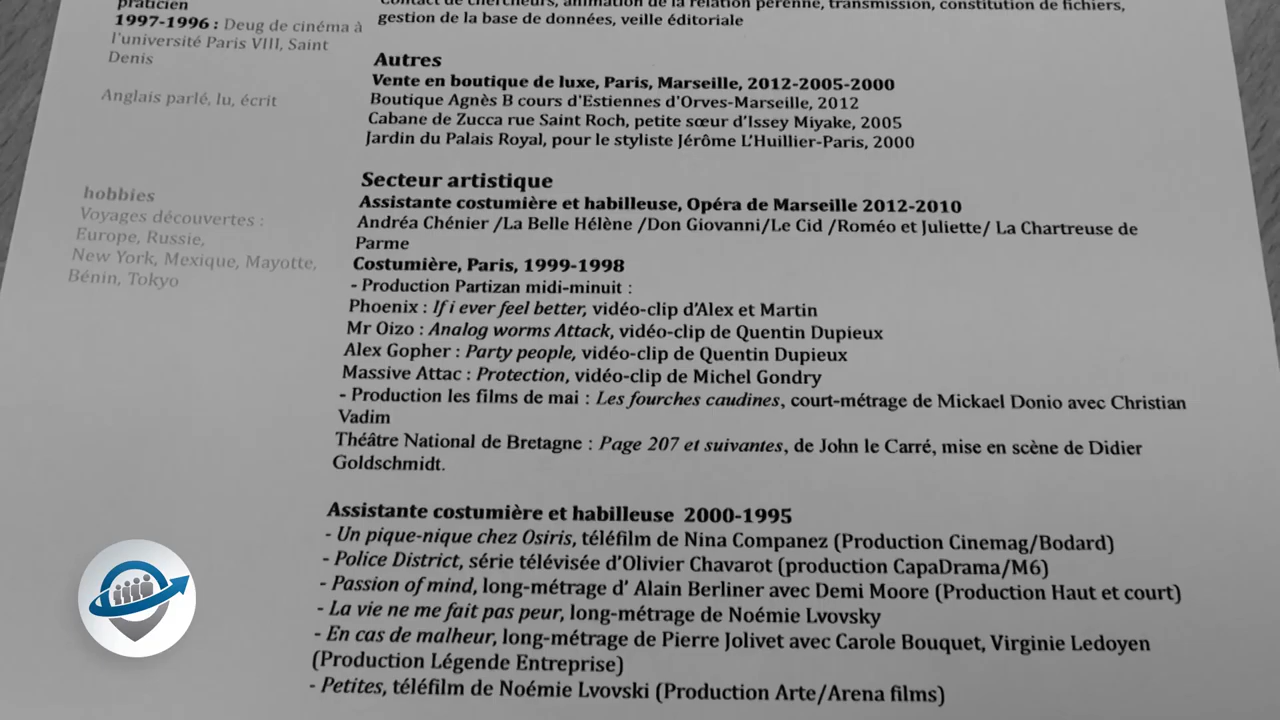 praticien
1997-1996 : Deug de cinéma à
l'université Paris VIII, Saint
Denis
Anglais parlé, lu, écrit
hobbies
Voyages découvertes :
Europe, Russie,
New York, Mexique, Mayotte,
Bénin, Tokyo
Contact de chercheurs, animation de la relation pérenne, transmission, constitution de fichiers,
gestion de la base de données, veille éditoriale
Autres
Vente en boutique de luxe, Paris, Marseille, 2012-2005-2000
Boutique Agnès B cours d'Estiennes d'Orves-Marseille, 2012
Cabane de Zucca rue Saint Roch, petite sœur d'Issey Miyake, 2005
Jardin du Palais Royal, pour le styliste Jérôme L'Huillier-Paris, 2000
Secteur artistique
Assistante costumière et habilleuse, Opéra de Marseille 2012-2010
Andréa Chénier /La Belle Hélène /Don Giovanni/Le Cid /Roméo et Juliette/ La Chartreuse de
Parme
Costumière, Paris, 1999-1998
- Production Partizan midi-minuit :
Phoenix : If i ever feel better, vidéo-clip d'Alex et Martin
Mr Oizo : Analog worms Attack, vidéo-clip de Quentin Dupieux
Alex Gopher : Party people, vidéo-clip de Quentin Dupieux
Massive Attac : Protection, vidéo-clip de Michel Gondry
- Production les films de mai : Les fourches caudines, court-métrage de Mickael Donio avec Christian
Vadim
Théâtre National de Bretagne : Page 207 et suivantes, de John le Carré, mise en scène de Didier
Goldschmidt.
Assistante costumière et habilleuse 2000-1995
- Un pique-nique chez Osiris, téléfilm de Nina Companez (Production Cinemag/Bodard)
- Police District, série télévisée d'Olivier Chavarot (production CapaDrama/M6)
- Passion of mind, long-métrage d' Alain Berliner avec Demi Moore (Production Haut et court)
- La vie ne me fait pas peur, long-métrage de Noémie Lvovsky
- En cas de malheur, long-métrage de Pierre Jolivet avec Carole Bouquet, Virginie Ledoyen
(Production Légende Entreprise)
- Petites, téléfilm de Noémie Lvovski (Production Arte/Arena films)